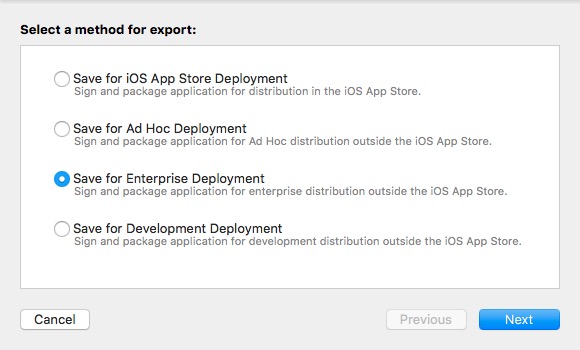 Select a method for export:
Save for iOS App Store Deployment
Sign and package application for distribution in the iOS App Store.
Save for Ad Hoc Deployment
Sign and package application for Ad Hoc distribution outside the iOS App Store.
Save for Enterprise Deployment
Sign and package application for enterprise distribution outside the iOS App Store.
Save for Development Deployment
Sign and package application for development distribution outside the iOS App Store.
Cancel Previous Next